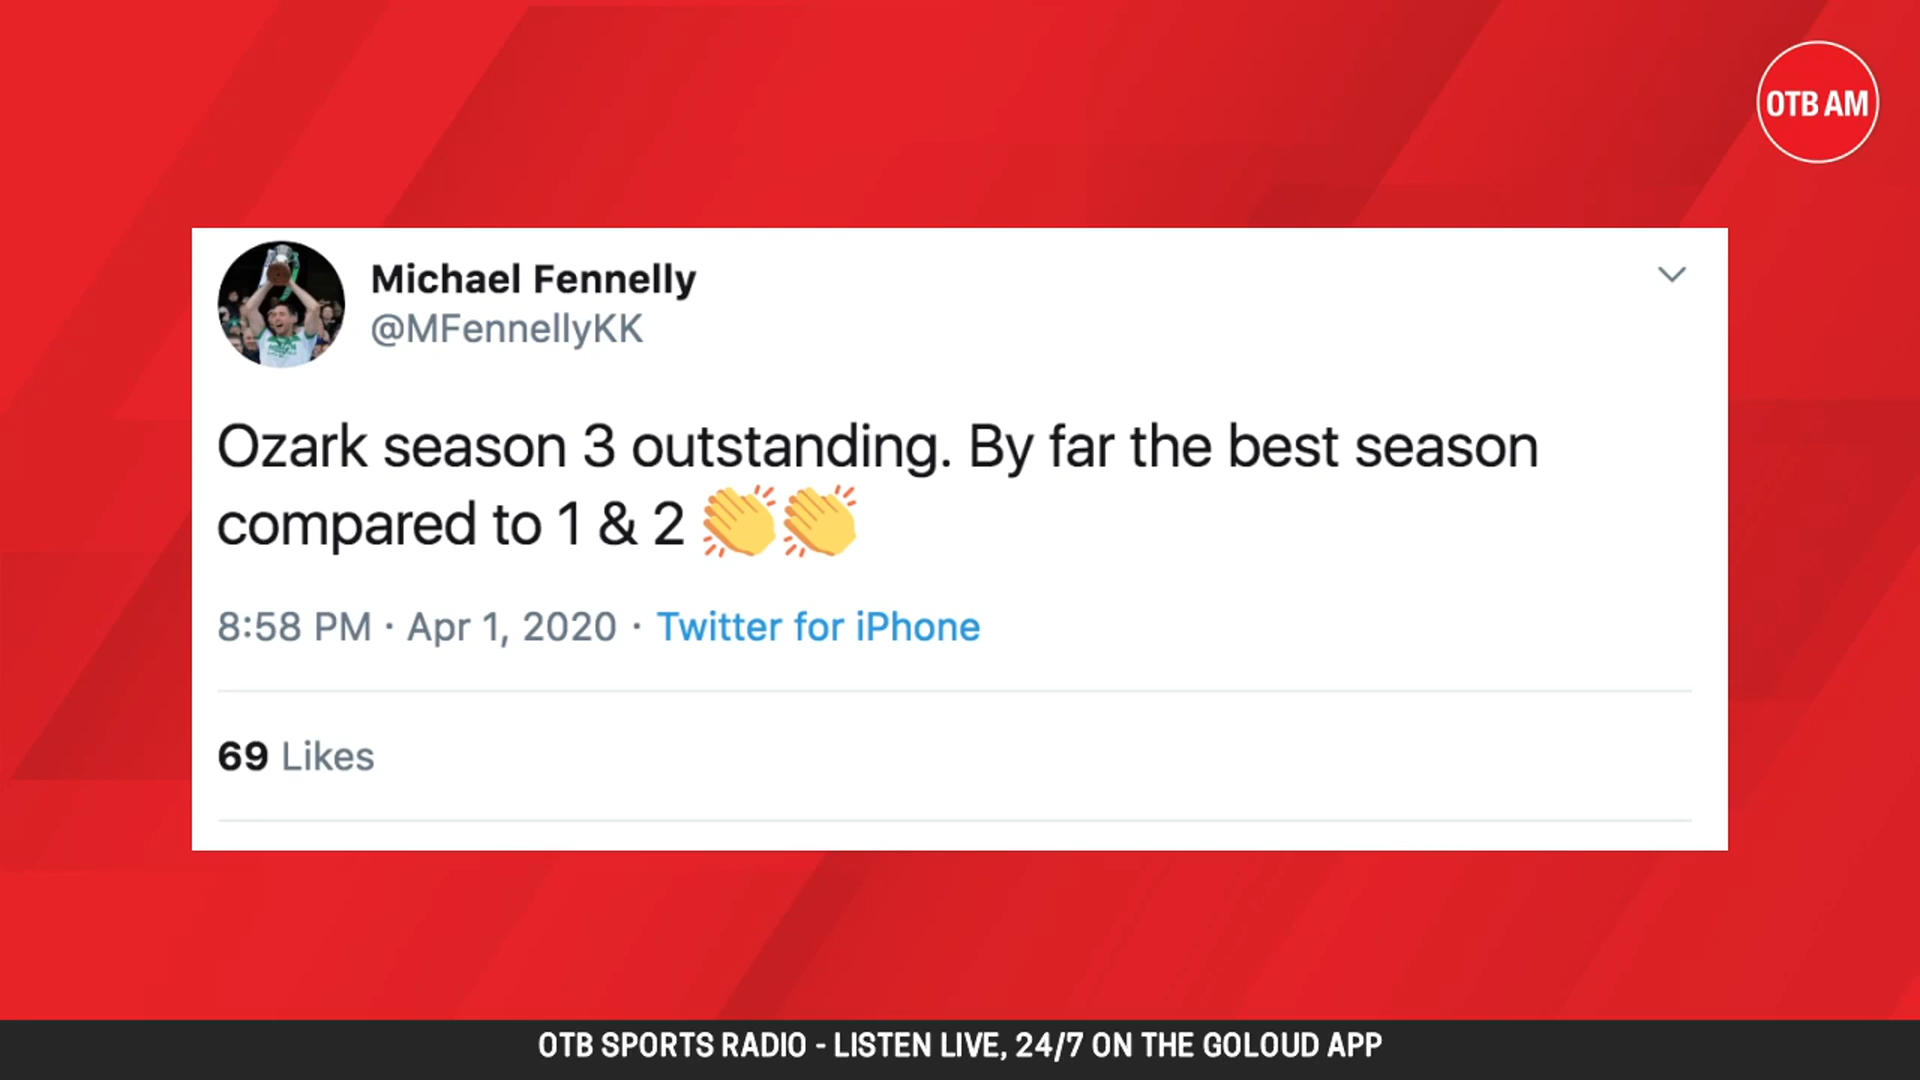 OTB AM
Michael Fennelly
@MFennellyKK
Ozark season 3 outstanding. By far the best season
compared to 1 & 2 👏👏
8:58 PM · Apr 1, 2020 · Twitter for iPhone
69 Likes
OTB SPORTS RADIO - LISTEN LIVE, 24/7 ON THE GOLOUD APP